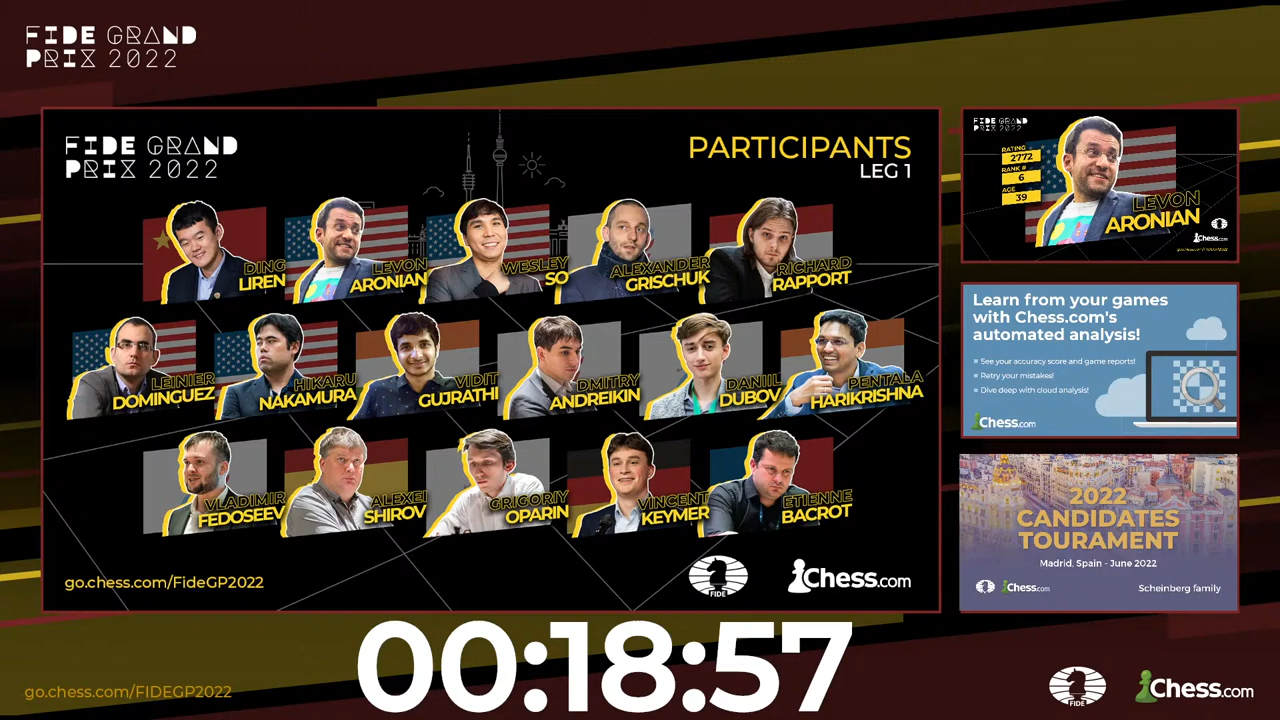 FIDE GRAND
PRIX 2022
FIDE GRAND
PRIX 2022
PARTICIPANTS
LEG 1
DING
LIREN
LEVON
ARONIAN
WESLEY
SO
ALEXANDER
GRISCHUK
RICHARD
RAPPORT
LEINIER
DOMINGUEZ
HIKARU
NAKAMURA
VIDIT
GUJRATHI
DMITRY
ANDREIKIN
DANIIL
DUBOV
PENTALA
HARIKRISHNA
VLADIMIR
FEDOSEEV
ALEXEI
SHIROV
GRIGORIY
OPARIN
VINCENT
KEYMER
ETIENNE
BACROT
go.chess.com/FideGP2022
FIDE
Chess.com
FIDE GRAND
PRIX 2022
RATING
2772
RANK #
6
AGE
39
LEVON
ARONIAN
Chess.com
Learn from your games
with Chess.com's
automated analysis!
See your accuracy score and game reports!
Retry your mistakes!
Dive deep with cloud analysis!
Chess.com
2022
CANDIDATES
TOURAMENT
Madrid, Spain - June 2022
Chess.com
Scheinberg family
00:18:57
go.chess.com/FIDEGP2022
FIDE
Chess.com